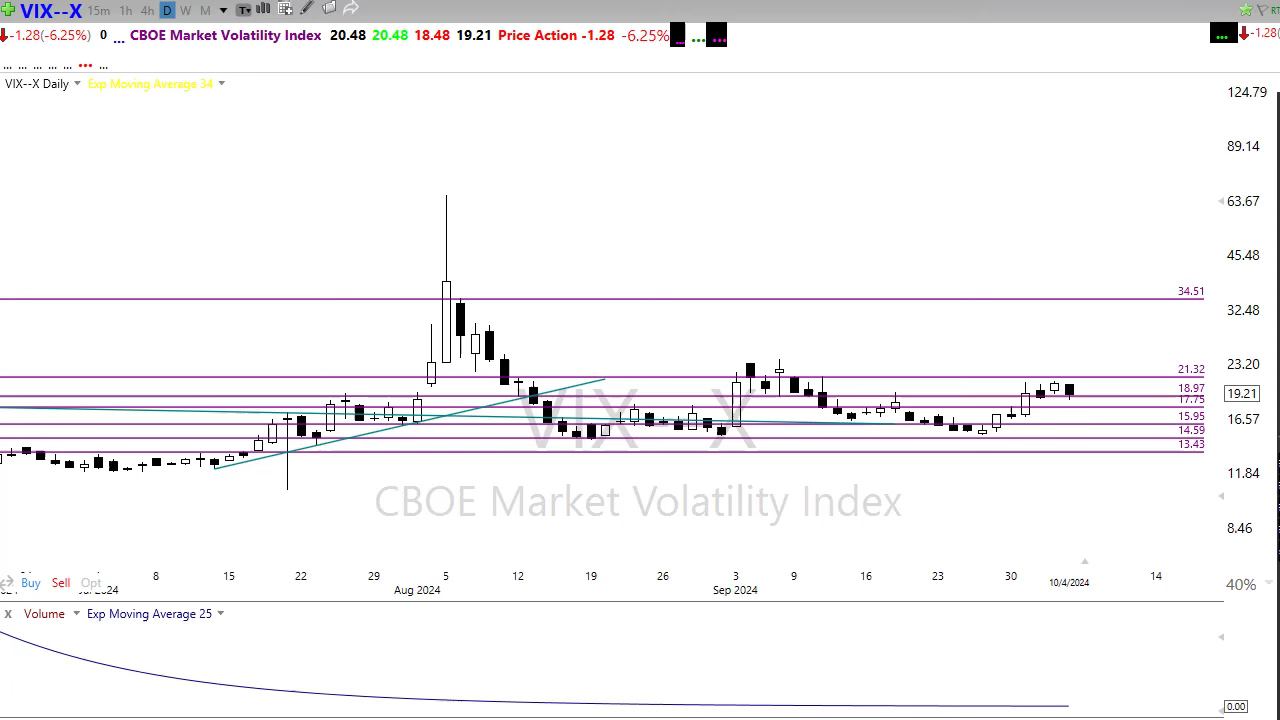 VIX--X 15m 1h 4h D W M T RT
-1.28(-6.25%) 0 ... CBOE Market Volatility Index 20.48 20.48 18.48 19.21 Price Action -1.28 -6.25% ... ... ... ... -1.28(
... ... ... ... ... ... ...
VIX--X Daily Exp Moving Average 34
124.79
89.14
63.67
45.48
34.51
32.48
23.20
21.32
18.97
19.21
17.75
16.57
15.95
14.59
13.43
11.84
8.46
VIX--X
CBOE Market Volatility Index
8 15 22 29 5 12 19 26 3 9 16 23 30 14
Buy Sell Opt 2024 Aug 2024 Sep 2024 10/4/2024 40%
X Volume Exp Moving Average 25
0.00